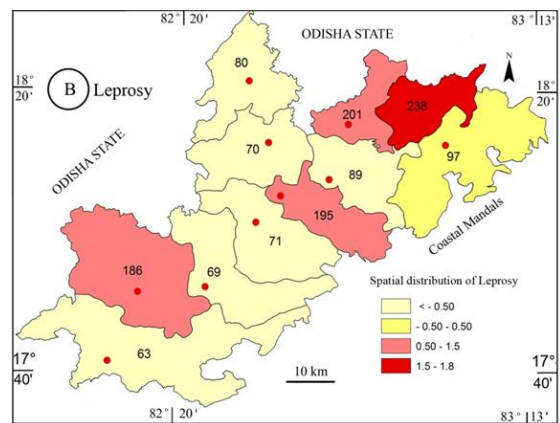 82° 20'
ODISHA STATE
83° 13'
N
18°
20'
B Leprosy
80
201
238
18°
20'
70
97
ODISHA STATE
89
195
Coastal Mandals
71
186
69
Spatial distribution of Leprosy
< - 0.50
- 0.50 - 0.50
0.50 - 1.5
1.5 - 1.8
63
17°
40'
10 km
17°
40'
82° 20'
83° 13'